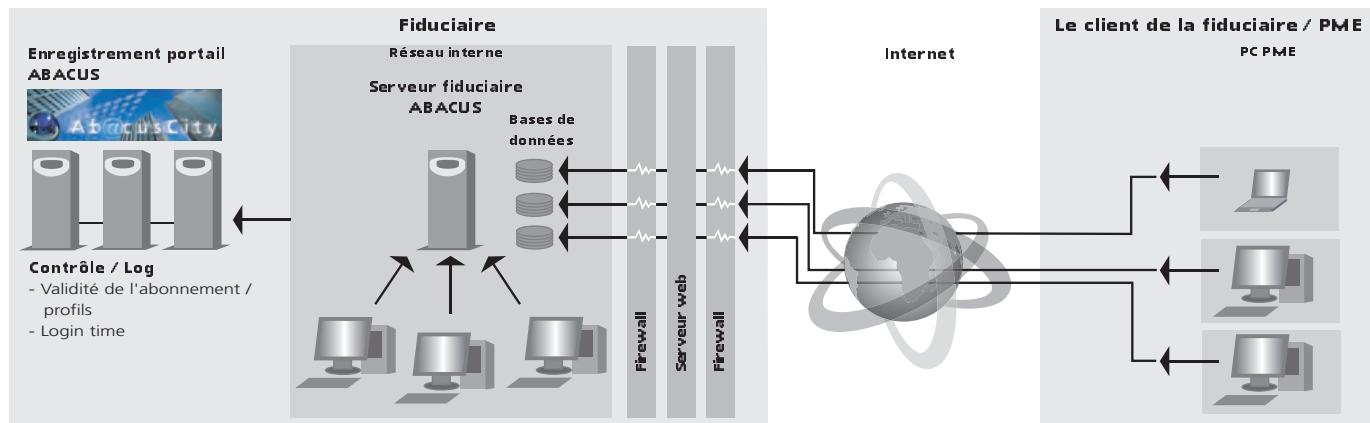 Fiduciaire
Enregistrement portail
ABACUS
Ab@cusCity
Contrôle / Log
- Validité de l'abonnement /
profils
- Login time
Réseau interne
Serveur fiduciaire
ABACUS
Bases de
données
Firewall
Serveur web
Firewall
Internet
Le client de la fiduciaire / PME
PC PME